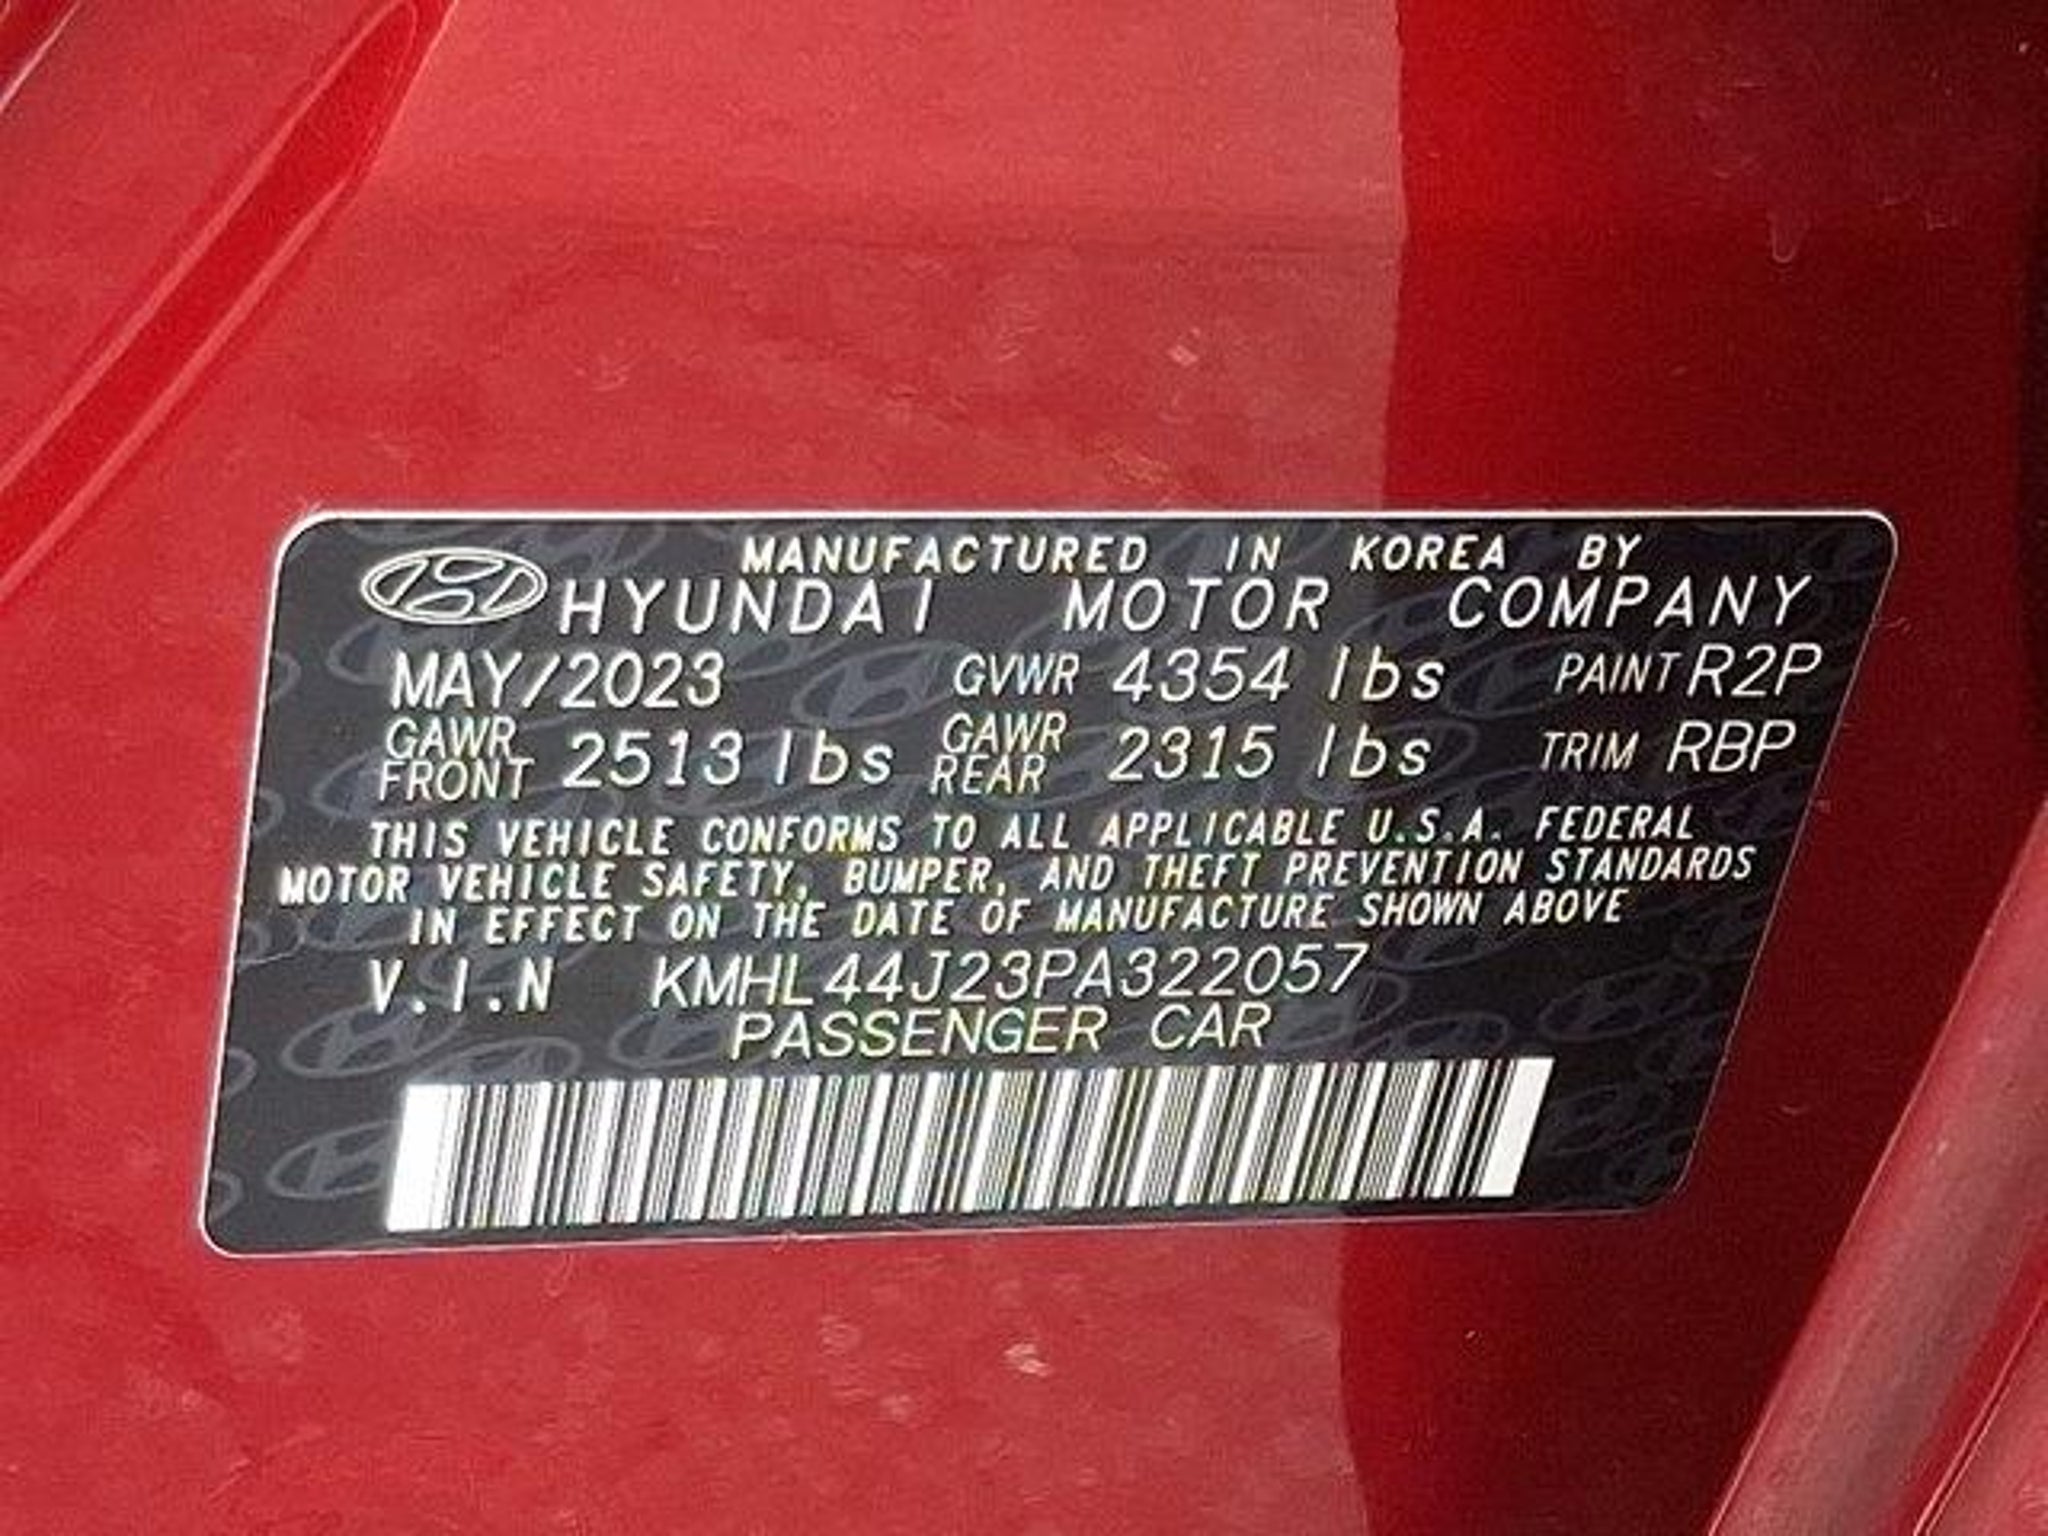 MANUFACTURED IN KOREA BY
HYUNDAI MOTOR COMPANY
MAY/2023 GVWR 4354 lbs PAINT R2P
GAWR FRONT 2513 lbs GAWR REAR 2315 lbs TRIM RBP
THIS VEHICLE CONFORMS TO ALL APPLICABLE U.S.A. FEDERAL
MOTOR VEHICLE SAFETY, BUMPER, AND THEFT PREVENTION STANDARDS
IN EFFECT ON THE DATE OF MANUFACTURE SHOWN ABOVE
V.I.N KMHL44J23PA322057
PASSENGER CAR